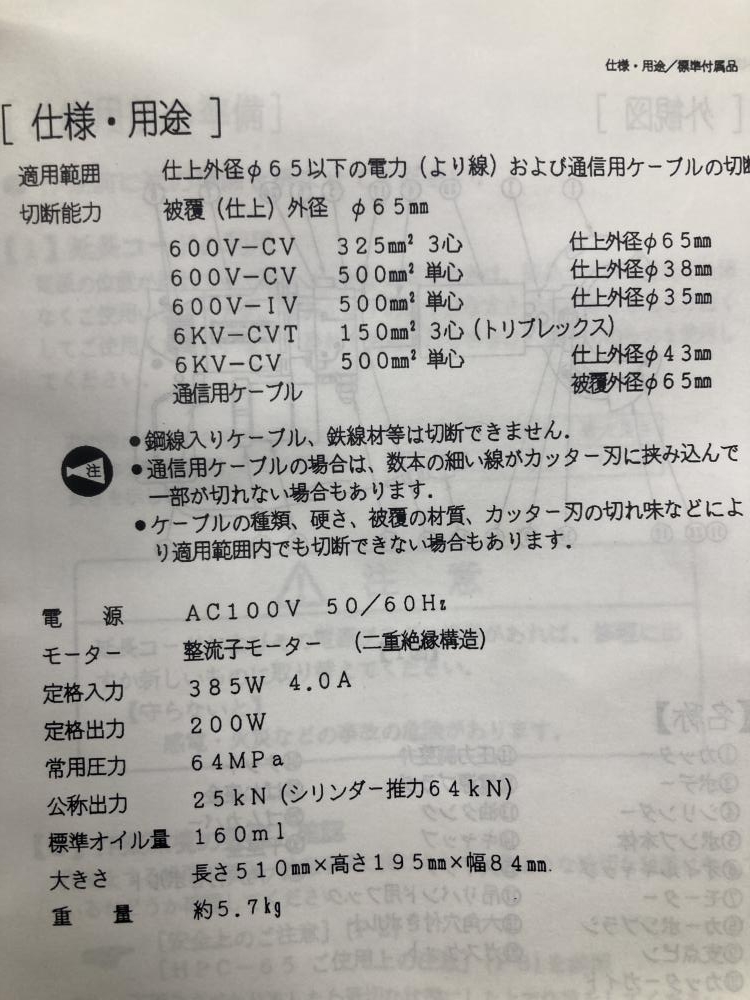 仕様・用途／標準付属品
[ 仕様・用途 ]
適用範囲 仕上外径φ６５以下の電力（より線）および通信用ケーブルの切断
切断能力 被覆（仕上）外径 φ６５㎜
６００Ｖ－ＣＶ ３２５㎜² ３心 仕上外径φ６５㎜
６００Ｖ－ＣＶ ５００㎜² 単心 仕上外径φ３８㎜
６００Ｖ－ＩＶ ５００㎜² 単心 仕上外径φ３５㎜
６ＫＶ－ＣＶＴ １５０㎜² ３心（トリプレックス）
６ＫＶ－ＣＶ ５００㎜² 単心 仕上外径φ４３㎜
通信用ケーブル 被覆外径φ６５㎜
注
●鋼線入りケーブル、鉄線材等は切断できません．
●通信用ケーブルの場合は、数本の細い線がカッター刃に挟み込んで
一部が切れない場合もあります．
●ケーブルの種類、硬さ、被覆の材質、カッター刃の切れ味などによ
り適用範囲内でも切断できない場合もあります．
電 源 ＡＣ１００Ｖ ５０／６０Ｈｚ
モーター 整流子モーター （二重絶縁構造）
定格入力 ３８５Ｗ ４．０Ａ
定格出力 ２００Ｗ
常用圧力 ６４ＭＰａ
公称出力 ２５ｋＮ（シリンダー推力６４ｋＮ）
標準オイル量 １６０ｍｌ
大きさ 長さ５１０㎜×高さ１９５㎜×幅８４㎜
重 量 約５．７㎏